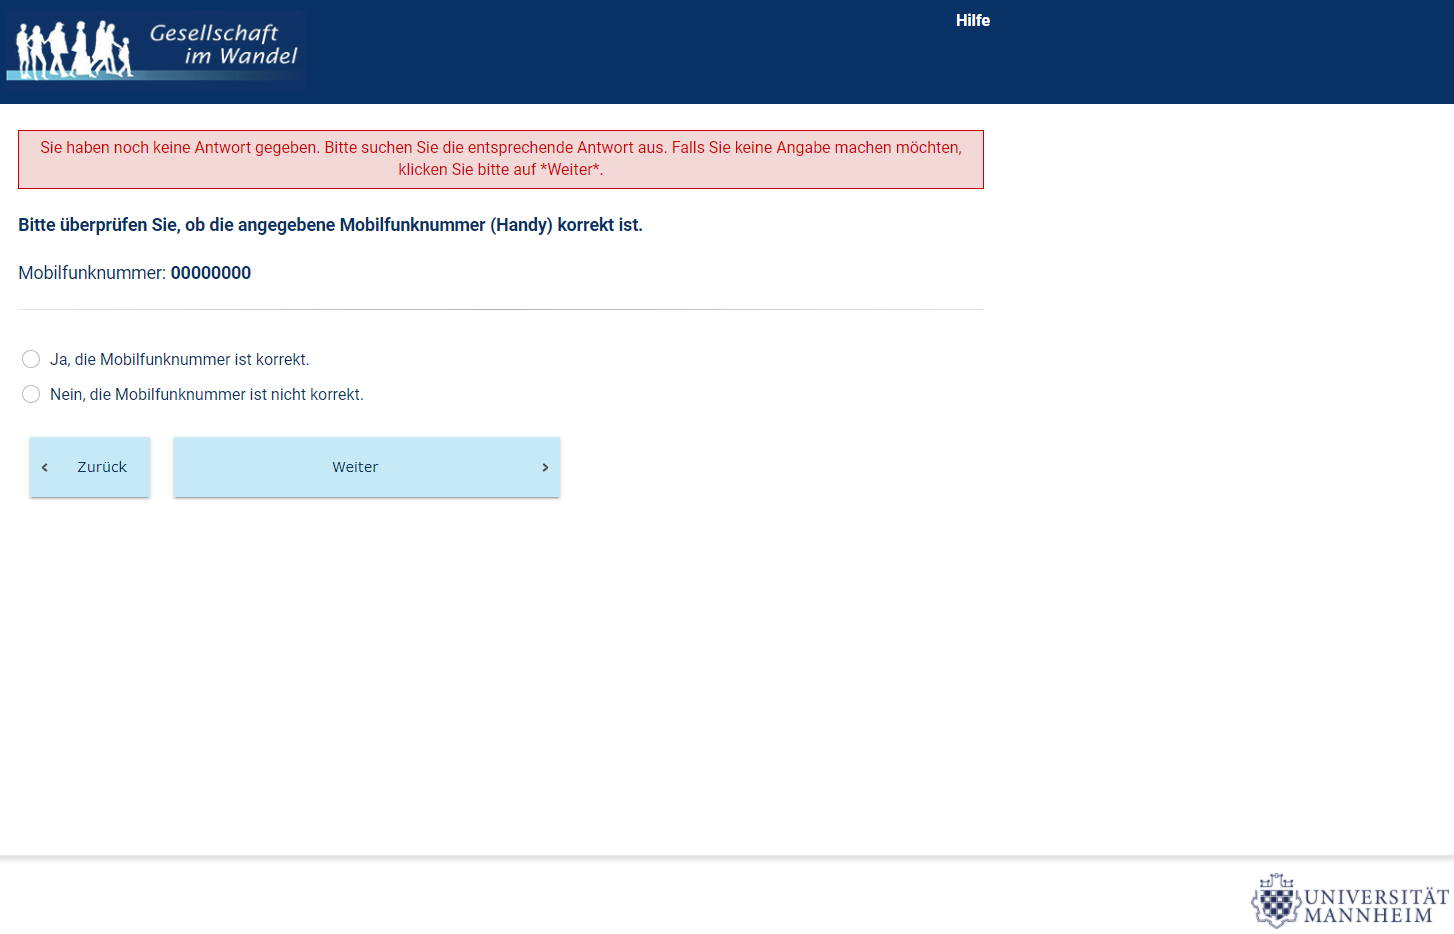 Gesellschaft
im Wandel
Hilfe
Sie haben noch keine Antwort gegeben. Bitte suchen Sie die entsprechende Antwort aus. Falls Sie keine Angabe machen möchten,
klicken Sie bitte auf *Weiter*.
Bitte überprüfen Sie, ob die angegebene Mobilfunknummer (Handy) korrekt ist.
Mobilfunknummer: 00000000
Ja, die Mobilfunknummer ist korrekt.
Nein, die Mobilfunknummer ist nicht korrekt.
‹ Zurück
Weiter ›
UNIVERSITÄT
MANNHEIM